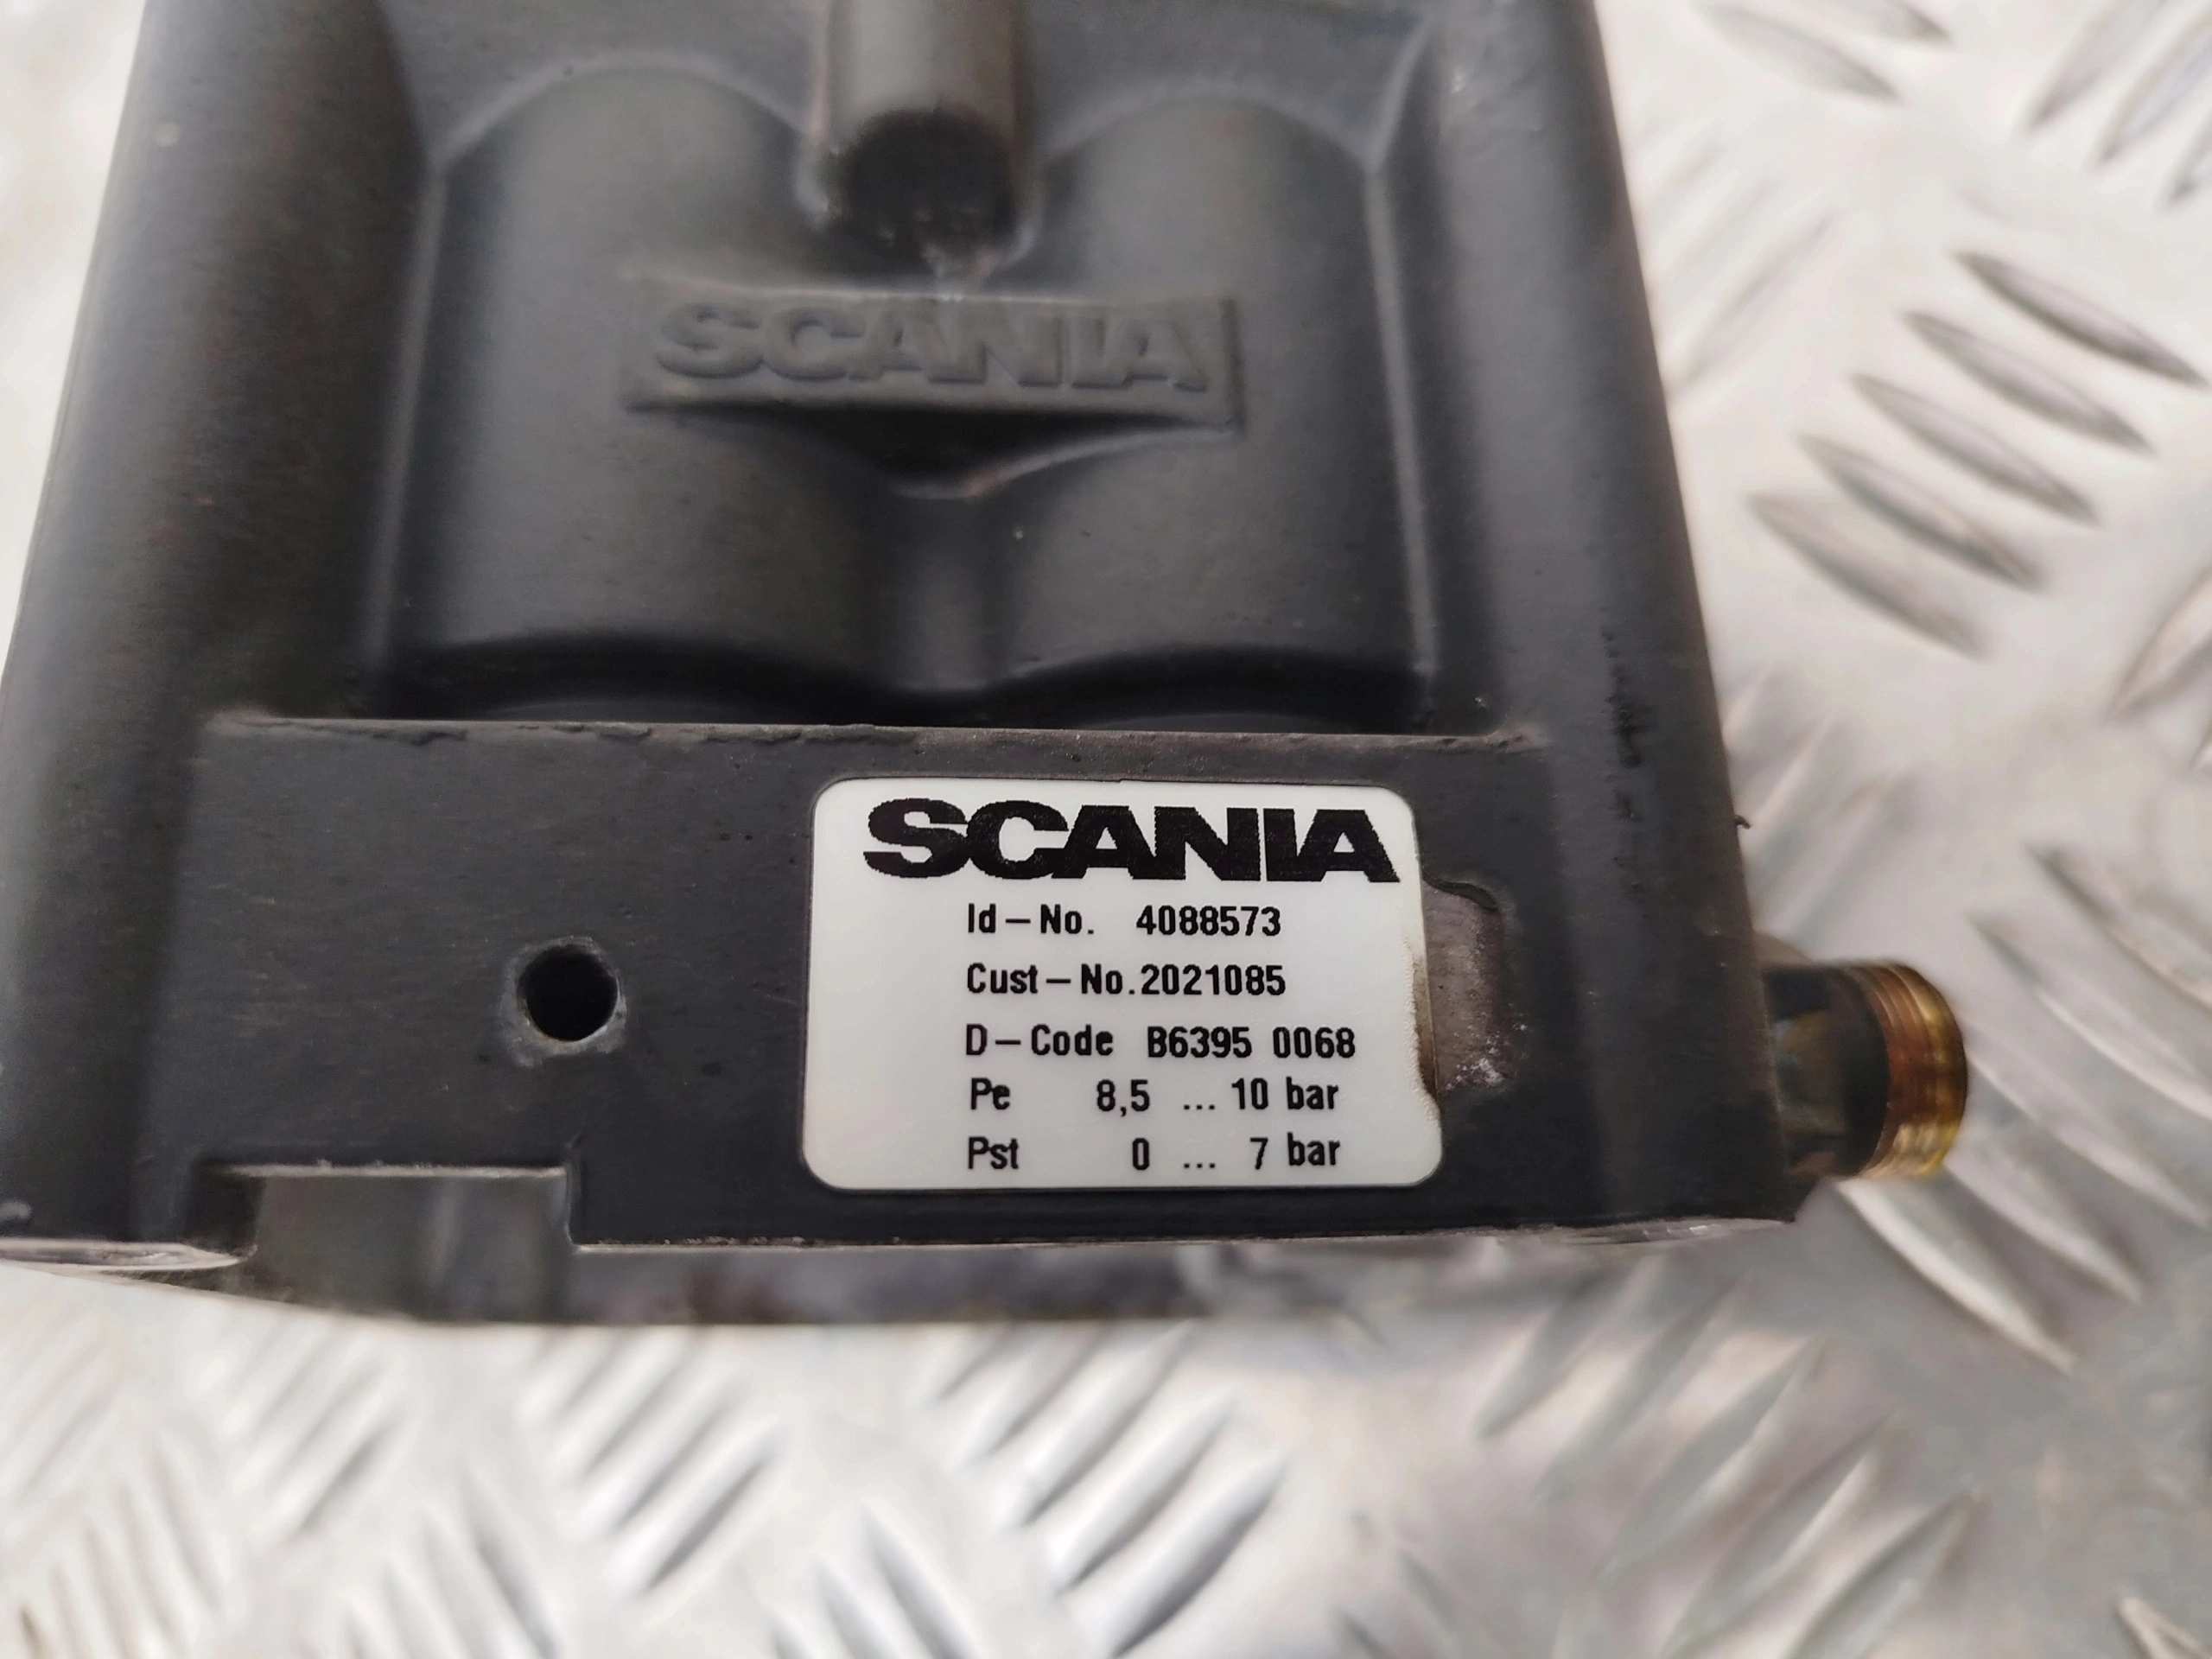 SCANIA
SCANIA
Id-No. 4088573
Cust-No.2021085
D-Code B6395 0068
Pe 8,5 ... 10 bar
Pst 0 ... 7 bar